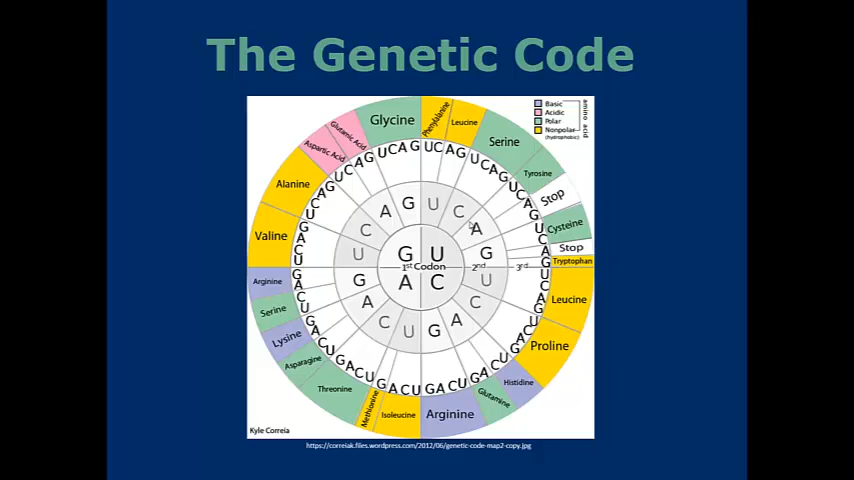 The Genetic Code
Basic
Acidic
Polar
Nonpolar
(hydrophobic)
amino acid
Glycine
Phenylalanine
Leucine
Serine
Tyrosine
Stop
Cysteine
Stop
Tryptophan
Leucine
Proline
Histidine
Glutamine
Arginine
Isoleucine
Methionine
Threonine
Asparagine
Lysine
Serine
Arginine
Valine
Alanine
Aspartic Acid
Glutamic Acid
U C A G U C A G U C A G U C A G
U C A G U C A G U C A G U C A G
U C A G U C A G U C A G U C A G
U C A G U C A G U C A G U C A G
U C A G
U C A G
G A C U
U C A G
G U
1st Codon 2nd 3rd
A C
Kyle Correia
https://correiak.files.wordpress.com/2012/06/genetic-code-map2-copy.jpg